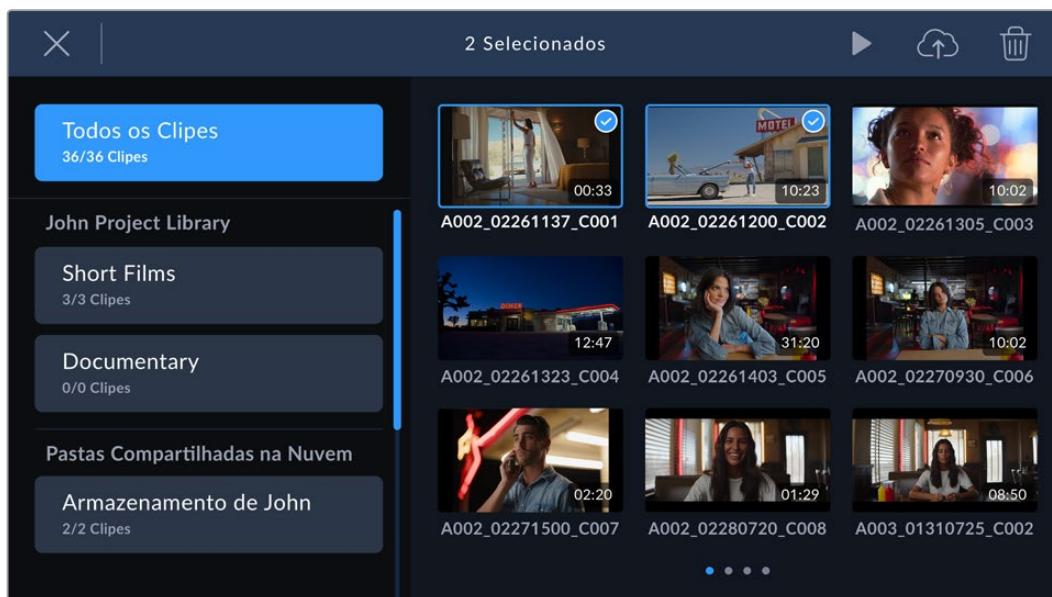 2 Selecionados
Todos os Clipes
36/36 Clipes
John Project Library
Short Films
3/3 Clipes
Documentary
0/0 Clipes
Pastas Compartilhadas na Nuvem
Armazenamento de John
2/2 Clipes
00:33
MOTEL
10:23
10:02
A002_02261137_C001
A002_02261200_C002
A002_02261305_C003
DINER
12:47
31:20
10:02
A002_02261323_C004
A002_02261403_C005
A002_02270930_C006
02:20
01:29
08:50
A002_02271500_C007
A002_02280720_C008
A003_01310725_C002